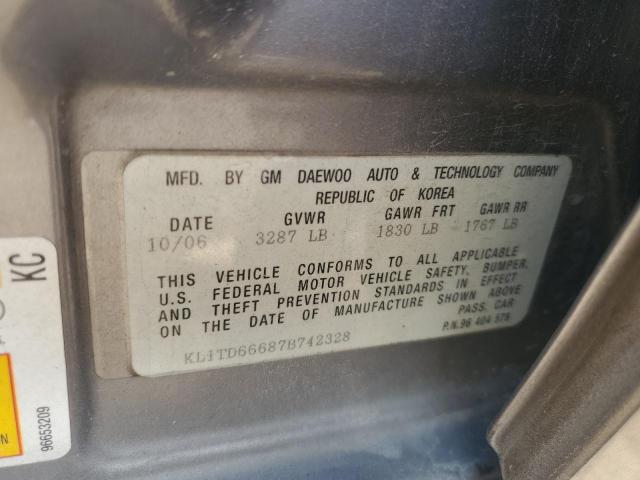 MFD. BY GM DAEWOO AUTO & TECHNOLOGY COMPANY
REPUBLIC OF KOREA
DATE GVWR GAWR FRT GAWR RR
10/06 3287 LB 1830 LB 1767 LB
THIS VEHICLE CONFORMS TO ALL APPLICABLE
U.S. FEDERAL MOTOR VEHICLE SAFETY, BUMPER,
AND THEFT PREVENTION STANDARDS IN EFFECT
ON THE DATE OF MANUFACTURE SHOWN ABOVE
PASS. CAR
P.N.96 404 575
KL1TD66687B742328
KC
96653209